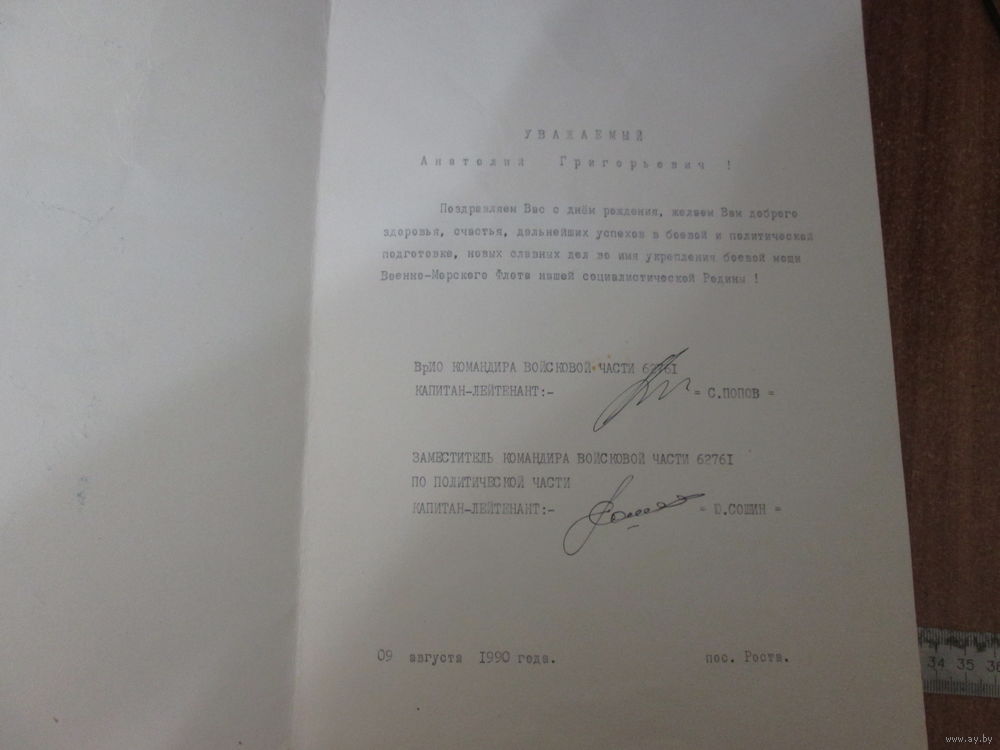 УВАЖАЕМЫЙ
Анатолий Григорьевич !
Поздравляем Вас с днём рождения, желаем Вам доброго
здоровья, счастья, дальнейших успехов в боевой и политической
подготовке, новых славных дел во имя укрепления боевой мощи
Военно-Морского Флота нашей социалистической Родины !
ВрИО КОМАНДИРА ВОЙСКОВОЙ ЧАСТИ 62761
КАПИТАН-ЛЕЙТЕНАНТ:- = С.ПОПОВ =
ЗАМЕСТИТЕЛЬ КОМАНДИРА ВОЙСКОВОЙ ЧАСТИ 62761
ПО ПОЛИТИЧЕСКОЙ ЧАСТИ
КАПИТАН-ЛЕЙТЕНАНТ:- = Ю.СОШИН =
09 августа 1990 года. пос. Роста.
34 35 36
www.ay.by